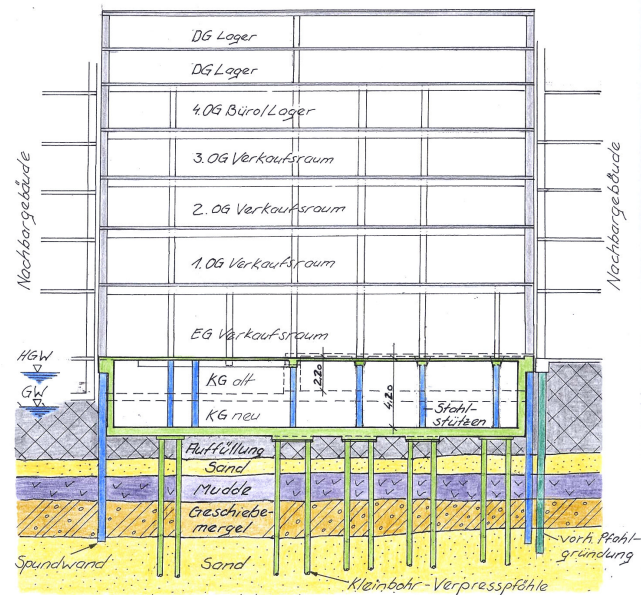 DG Lager
DG Lager
4.OG Büro/Lager
3.OG Verkaufsraum
2.OG Verkaufsraum
1.OG Verkaufsraum
EG Verkaufsraum
Nachbargebäude
Nachbargebäude
HGW
GW
KG alt
2.20
4.20
KG neu
Stahl-
stützen
Auffüllung
Sand
Mudde
Geschiebe-
mergel
Sand
Spundwand
vorh. Pfahl-
gründung
Kleinbohr-Verpresspfähle